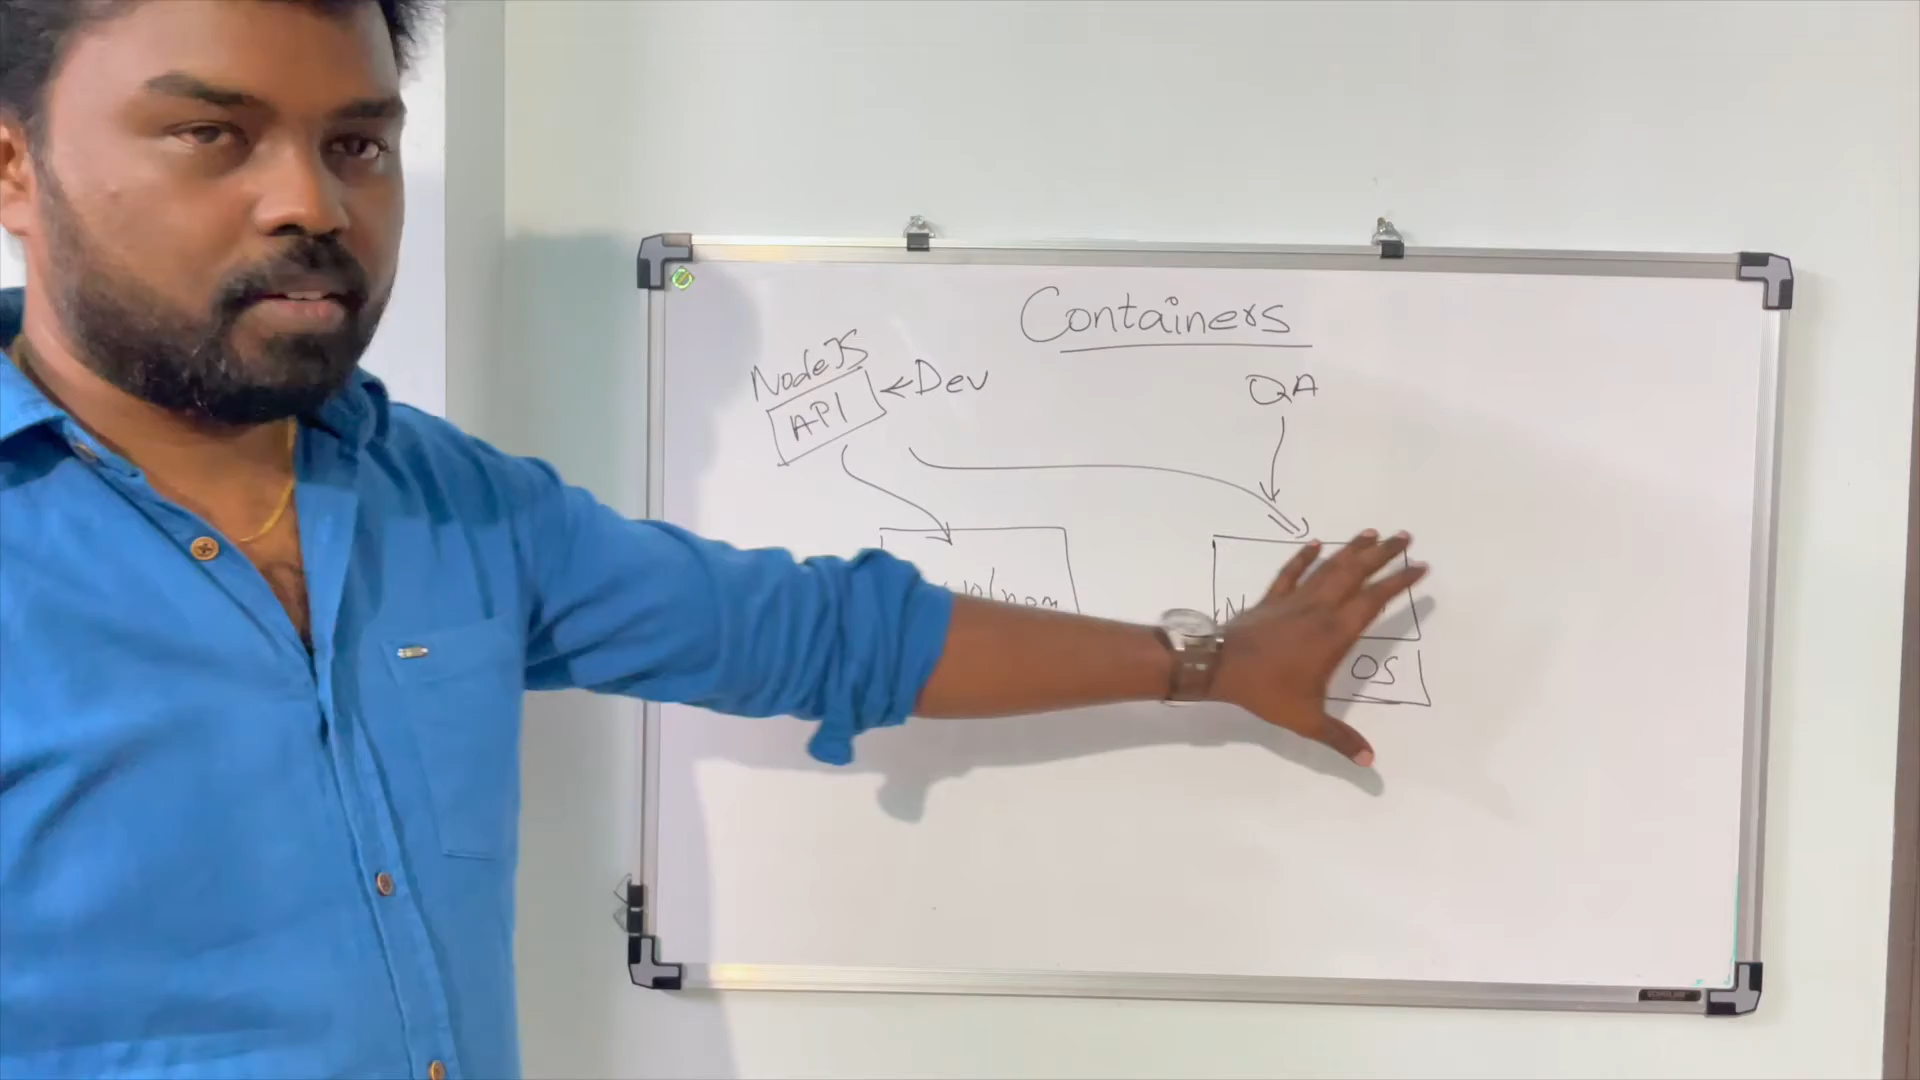 Containers
NodeJS
API
←Dev
QA
OS